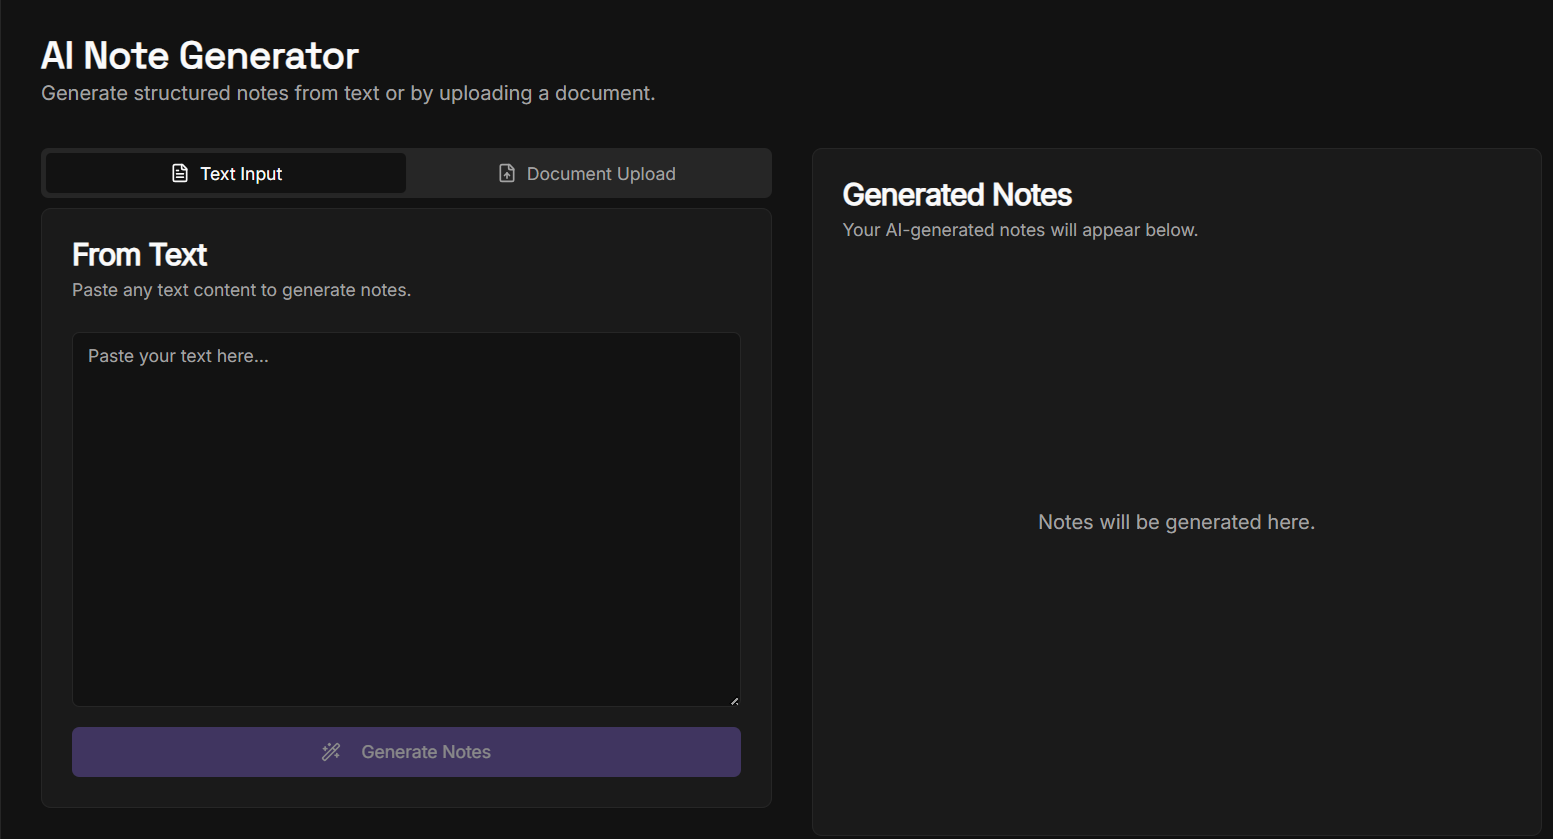 AI Note Generator
Generate structured notes from text or by uploading a document.
Text Input
Document Upload
From Text
Paste any text content to generate notes.
Paste your text here...
Generate Notes
Generated Notes
Your AI-generated notes will appear below.
Notes will be generated here.